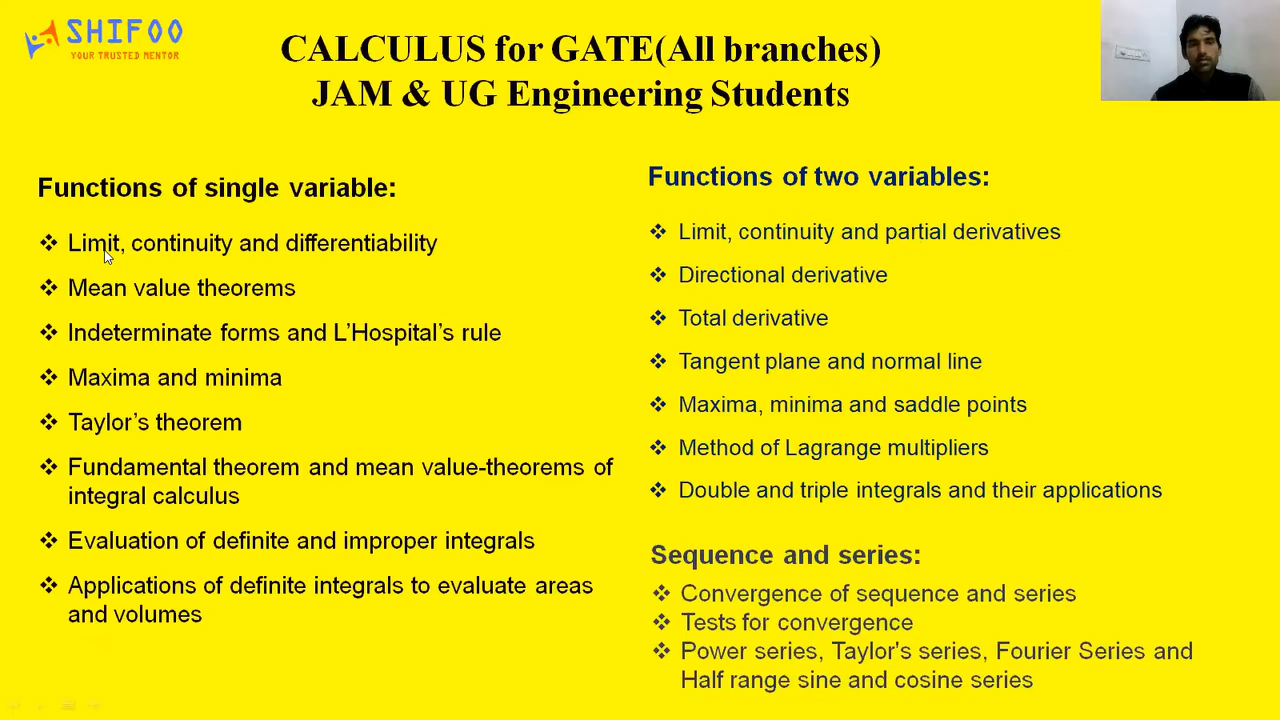 SHIFOO
YOUR TRUSTED MENTOR
CALCULUS for GATE(All branches)
JAM & UG Engineering Students
Functions of single variable:
❖ Limit, continuity and differentiability
❖ Mean value theorems
❖ Indeterminate forms and L’Hospital’s rule
❖ Maxima and minima
❖ Taylor’s theorem
❖ Fundamental theorem and mean value-theorems of
integral calculus
❖ Evaluation of definite and improper integrals
❖ Applications of definite integrals to evaluate areas
and volumes
Functions of two variables:
❖ Limit, continuity and partial derivatives
❖ Directional derivative
❖ Total derivative
❖ Tangent plane and normal line
❖ Maxima, minima and saddle points
❖ Method of Lagrange multipliers
❖ Double and triple integrals and their applications
Sequence and series:
❖ Convergence of sequence and series
❖ Tests for convergence
❖ Power series, Taylor's series, Fourier Series and
Half range sine and cosine series